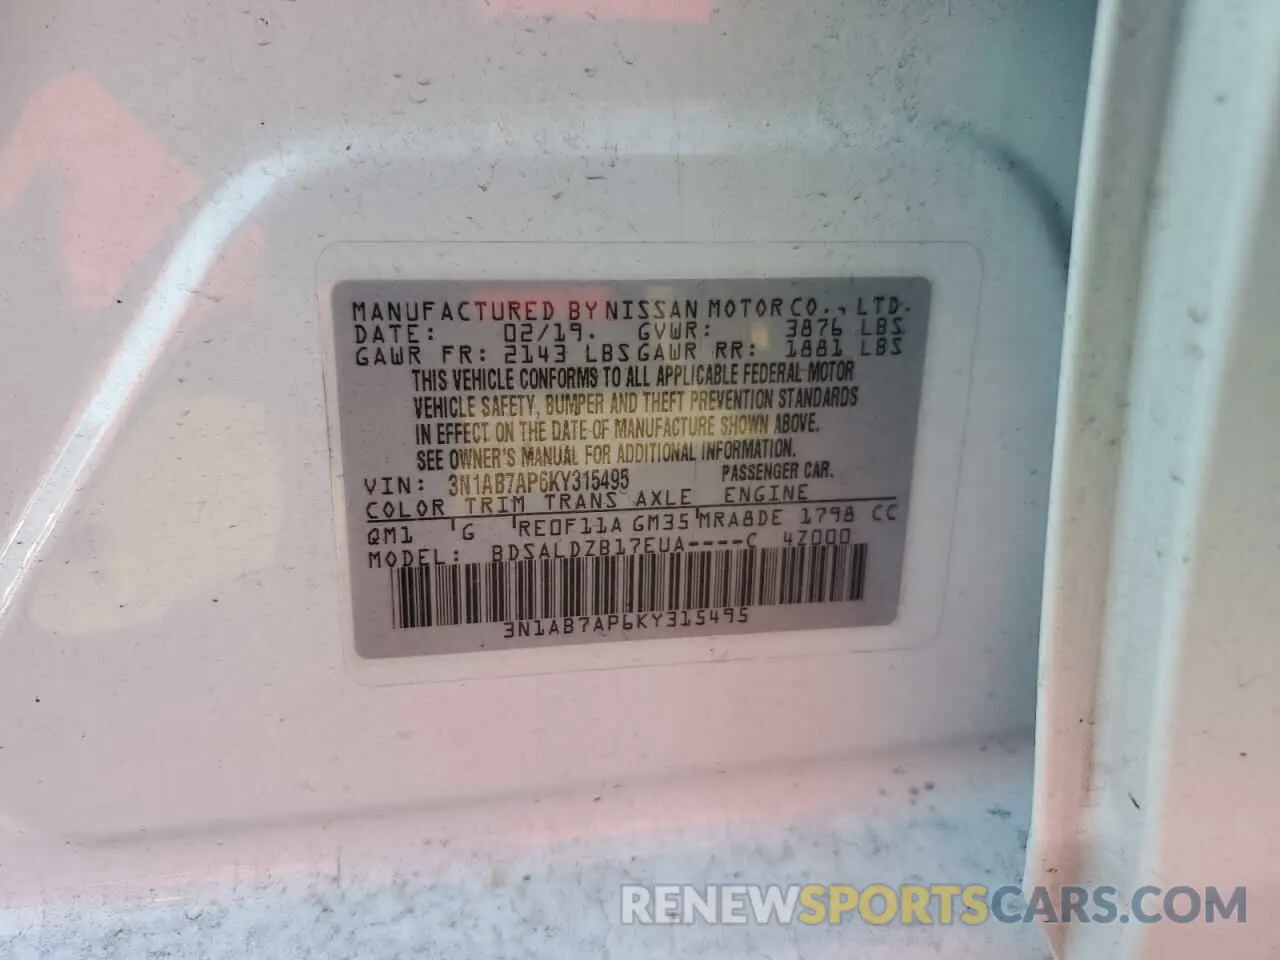 MANUFACTURED BY NISSAN MOTOR CO., LTD.
DATE: 02/19. GVWR: 3876 LBS
GAWR FR: 2143 LBS GAWR RR: 1881 LBS
THIS VEHICLE CONFORMS TO ALL APPLICABLE FEDERAL MOTOR
VEHICLE SAFETY, BUMPER AND THEFT PREVENTION STANDARDS
IN EFFECT ON THE DATE OF MANUFACTURE SHOWN ABOVE.
SEE OWNER'S MANUAL FOR ADDITIONAL INFORMATION.
VIN: 3N1AB7AP6KY315495 PASSENGER CAR.
COLOR TRIM TRANS AXLE ENGINE
QM1 G RE0F11A GM35 MRA8DE 1798 CC
MODEL: BDSALDZB17EUA----C 4Z000
3N1AB7AP6KY315495
RENEWSPORTSCARS.COM